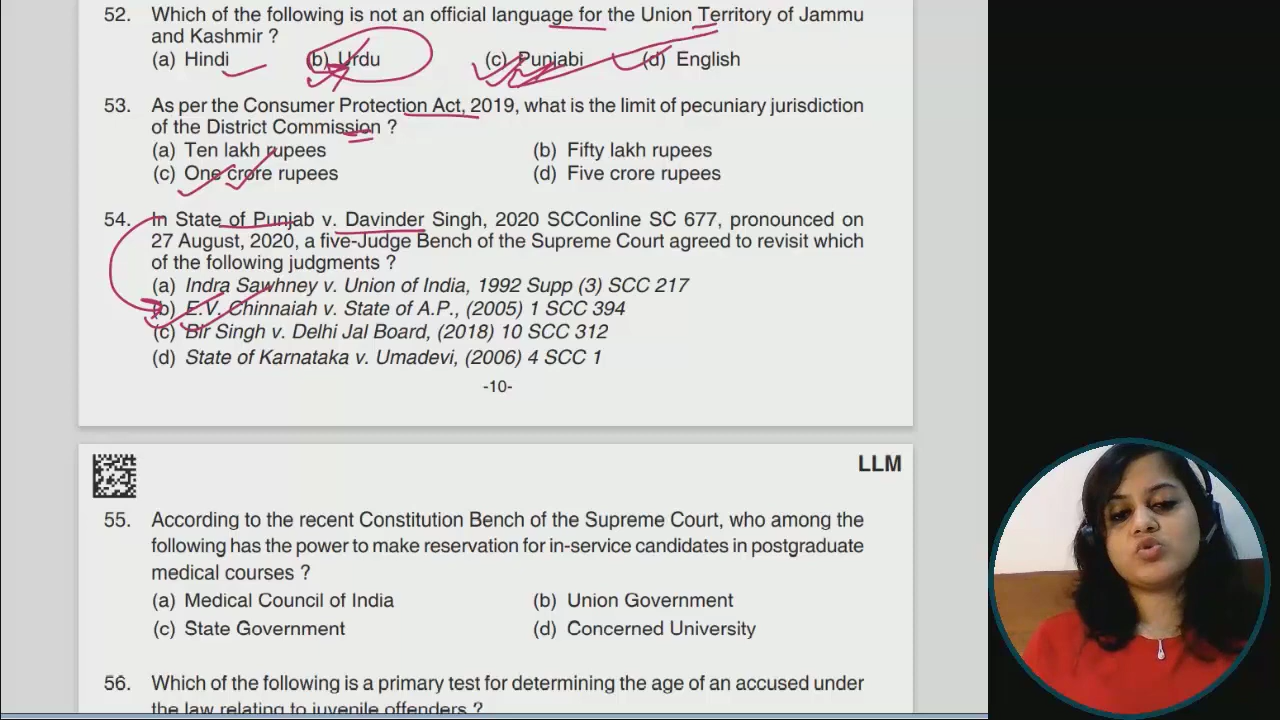 52. Which of the following is not an official language for the Union Territory of Jammu
and Kashmir ?
(a) Hindi (b) Urdu (c) Punjabi (d) English
53. As per the Consumer Protection Act, 2019, what is the limit of pecuniary jurisdiction
of the District Commission ?
(a) Ten lakh rupees (b) Fifty lakh rupees
(c) One crore rupees (d) Five crore rupees
54. In State of Punjab v. Davinder Singh, 2020 SCConline SC 677, pronounced on
27 August, 2020, a five-Judge Bench of the Supreme Court agreed to revisit which
of the following judgments ?
(a) Indra Sawhney v. Union of India, 1992 Supp (3) SCC 217
(b) E.V. Chinnaiah v. State of A.P., (2005) 1 SCC 394
(c) Bir Singh v. Delhi Jal Board, (2018) 10 SCC 312
(d) State of Karnataka v. Umadevi, (2006) 4 SCC 1
-10-
LLM
55. According to the recent Constitution Bench of the Supreme Court, who among the
following has the power to make reservation for in-service candidates in postgraduate
medical courses ?
(a) Medical Council of India (b) Union Government
(c) State Government (d) Concerned University
56. Which of the following is a primary test for determining the age of an accused under
the law relating to juvenile offenders ?